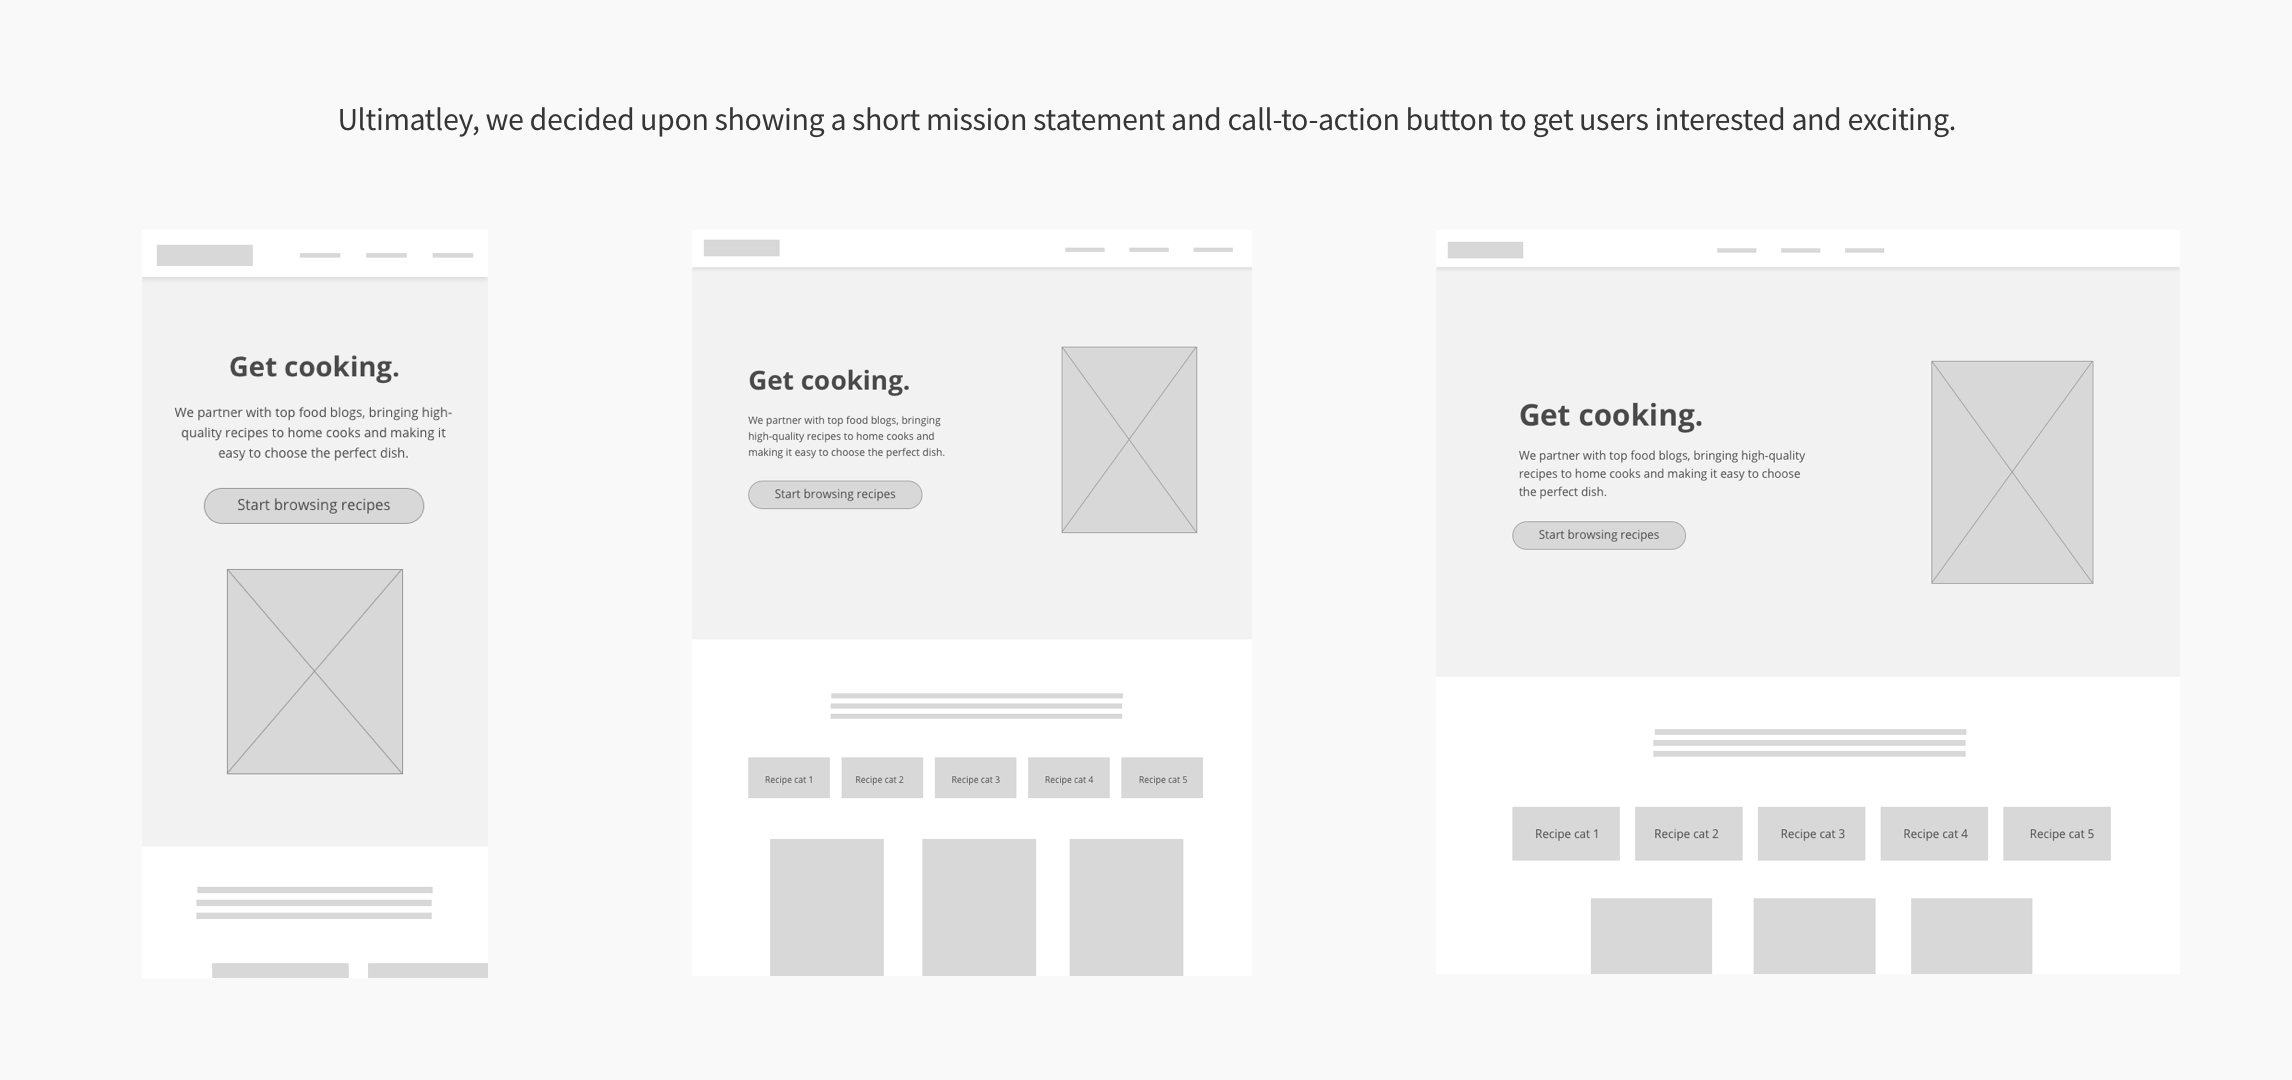 Ultimatley, we decided upon showing a short mission statement and call-to-action button to get users interested and exciting.
Get cooking.
We partner with top food blogs, bringing high-
quality recipes to home cooks and making it
easy to choose the perfect dish.
Start browsing recipes
Get cooking.
We partner with top food blogs, bringing
high-quality recipes to home cooks and
making it easy to choose the perfect dish.
Start browsing recipes
Recipe cat 1
Recipe cat 2
Recipe cat 3
Recipe cat 4
Recipe cat 5
Get cooking.
We partner with top food blogs, bringing high-quality
recipes to home cooks and making it easy to choose
the perfect dish.
Start browsing recipes
Recipe cat 1
Recipe cat 2
Recipe cat 3
Recipe cat 4
Recipe cat 5